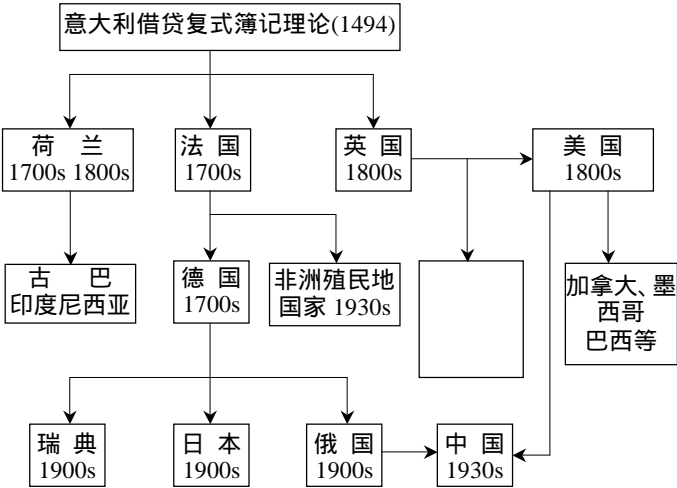 意大利借贷复式簿记理论(1494)
荷 兰
1700s 1800s
法 国
1700s
英 国
1800s
美 国
1800s
古 巴
印度尼西亚
德 国
1700s
非洲殖民地
国家 1930s
加拿大、墨
西哥
巴西等
瑞 典
1900s
日 本
1900s
俄 国
1900s
中 国
1930s